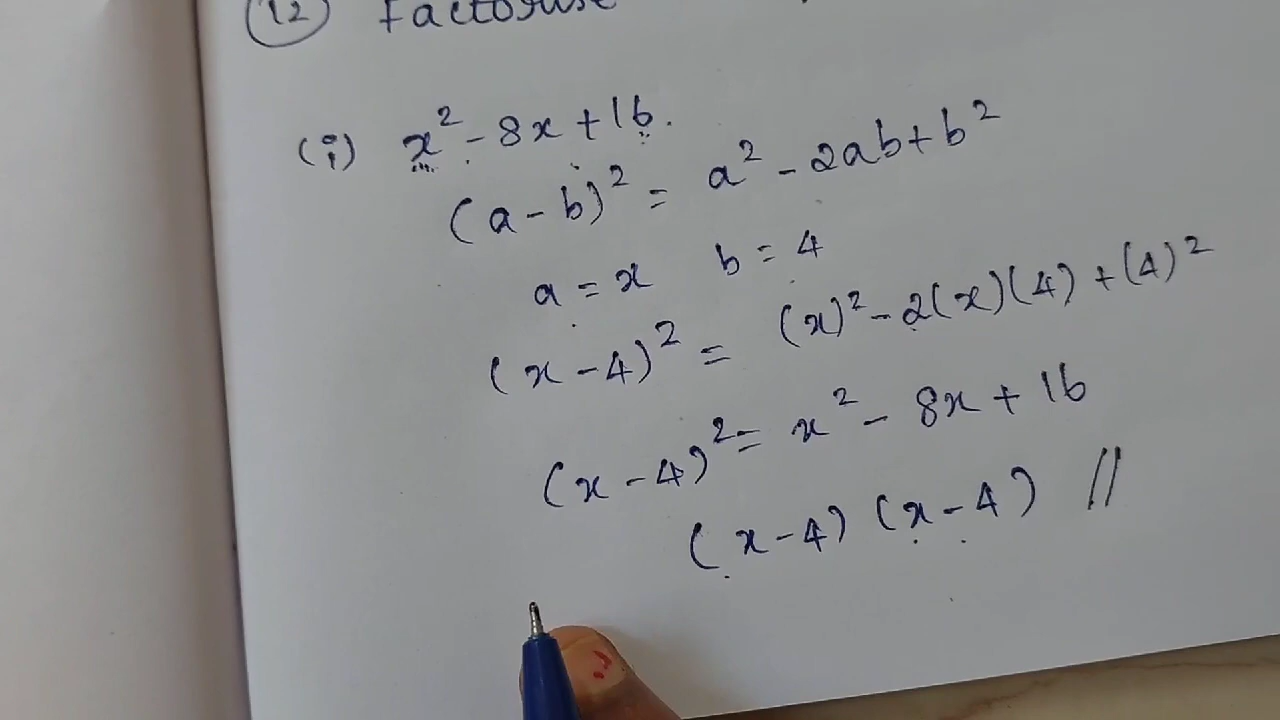 (12) Factorise
(i) x² - 8x + 16.
(a - b)² = a² - 2ab + b²
a = x b = 4
(x - 4)² = (x)² - 2(x)(4) + (4)²
(x - 4)² = x² - 8x + 16
(x - 4) (x - 4) //